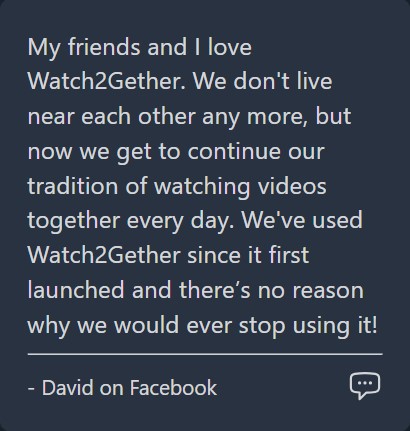 My friends and I love
Watch2Gether. We don't live
near each other any more, but
now we get to continue our
tradition of watching videos
together every day. We've used
Watch2Gether since it first
launched and there’s no reason
why we would ever stop using it!
- David on Facebook